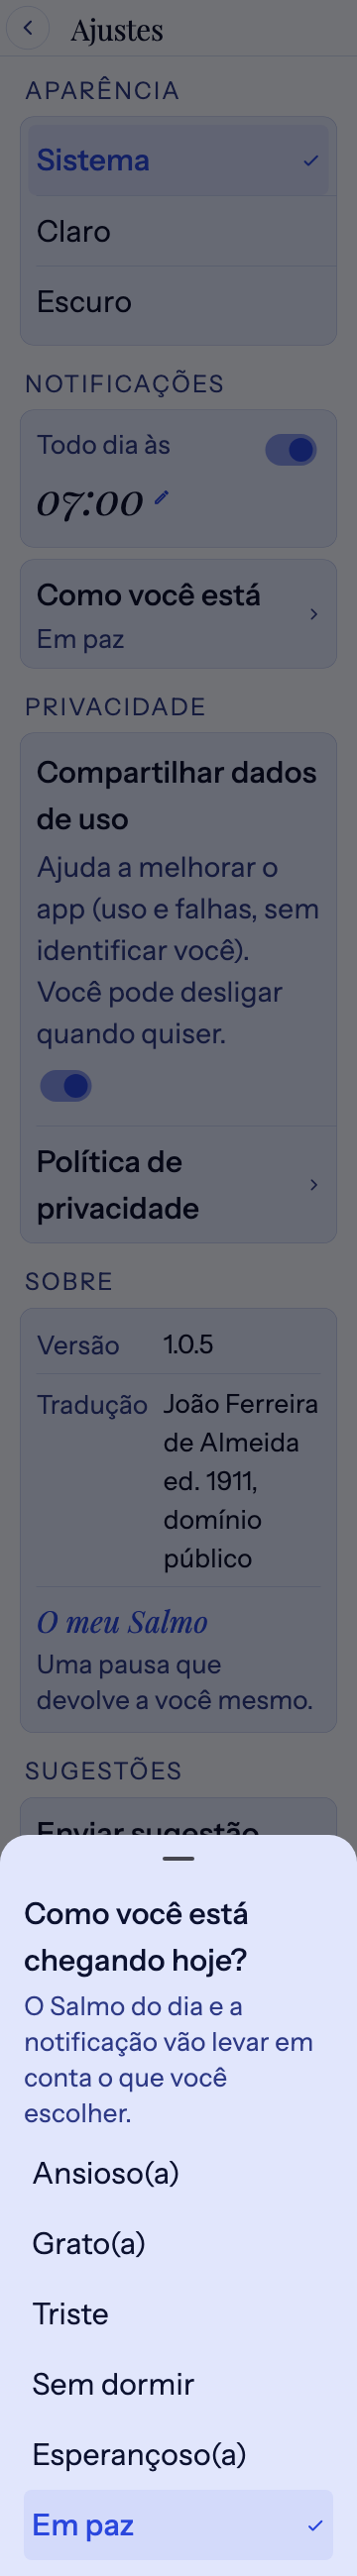 Ajustes
APARÊNCIA
Sistema
Claro
Escuro
NOTIFICAÇÕES
Todo dia às
07:00
Como você está
Em paz
PRIVACIDADE
Compartilhar dados
de uso
Ajuda a melhorar o
app (uso e falhas, sem
identificar você).
Você pode desligar
quando quiser.
Política de
privacidade
SOBRE
Versão 1.0.5
Tradução João Ferreira
de Almeida
ed. 1911,
domínio
público
O meu Salmo
Uma pausa que
devolve a você mesmo.
SUGESTÕES
Enviar sugestão
Como você está
chegando hoje?
O Salmo do dia e a
notificação vão levar em
conta o que você
escolher.
Ansioso(a)
Grato(a)
Triste
Sem dormir
Esperançoso(a)
Em paz